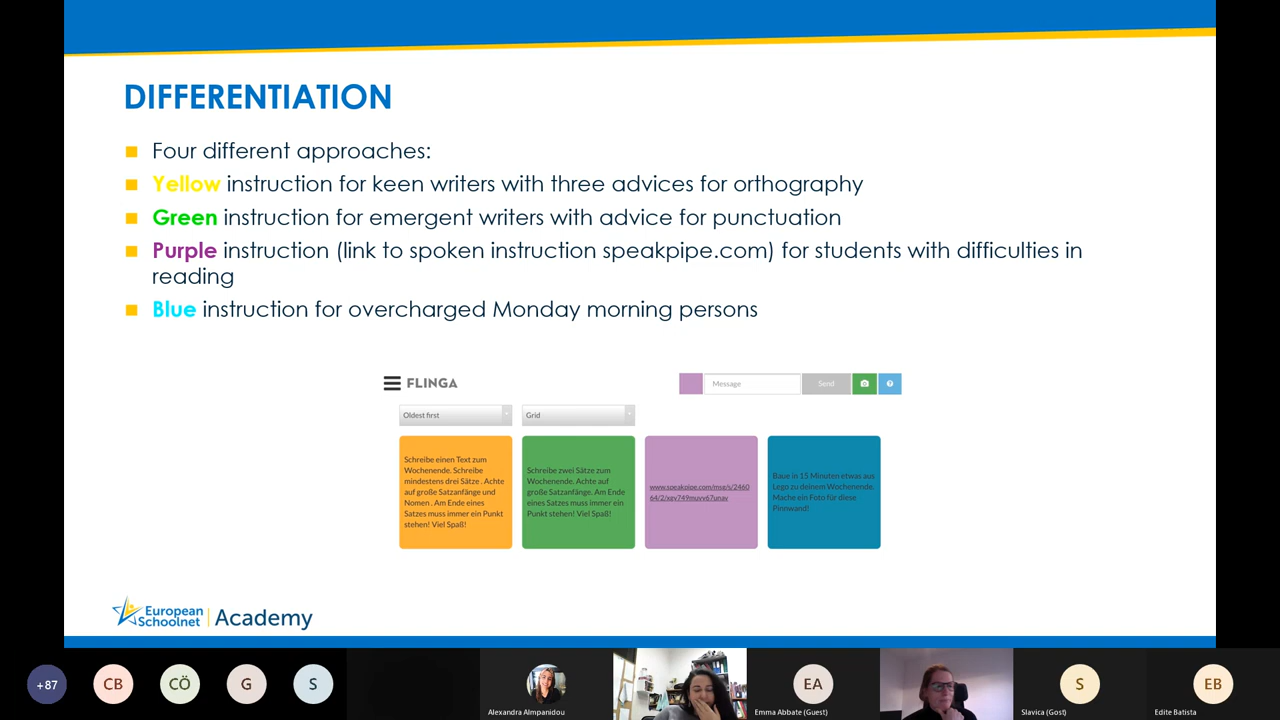 DIFFERENTIATION
Four different approaches:
Yellow instruction for keen writers with three advices for orthography
Green instruction for emergent writers with advice for punctuation
Purple instruction (link to spoken instruction speakpipe.com) for students with difficulties in
reading
Blue instruction for overcharged Monday morning persons
FLINGA
Message
Send
Oldest first
Grid
Schreibe einen Text zum
Wochenende. Schreibe
mindestens drei Sätze . Achte
auf große Satzanfänge und
Nomen . Am Ende eines
Satzes muss immer ein Punkt
stehen! Viel Spaß!
Schreibe zwei Sätze zum
Wochenende. Achte auf
große Satzanfänge. Am Ende
eines Satzes muss immer ein
Punkt stehen! Viel Spaß!
Baue in 15 Minuten etwas aus
Lego zu deinem Wochenende.
Mache ein Foto für diese
Pinnwand!
European
Schoolnet
Academy
+87
CB
CÖ
G
S
EA
S
EB
Alexandra Almpanidou
Emma Abbate (Guest)
Slavica (Gost)
Edite Batista